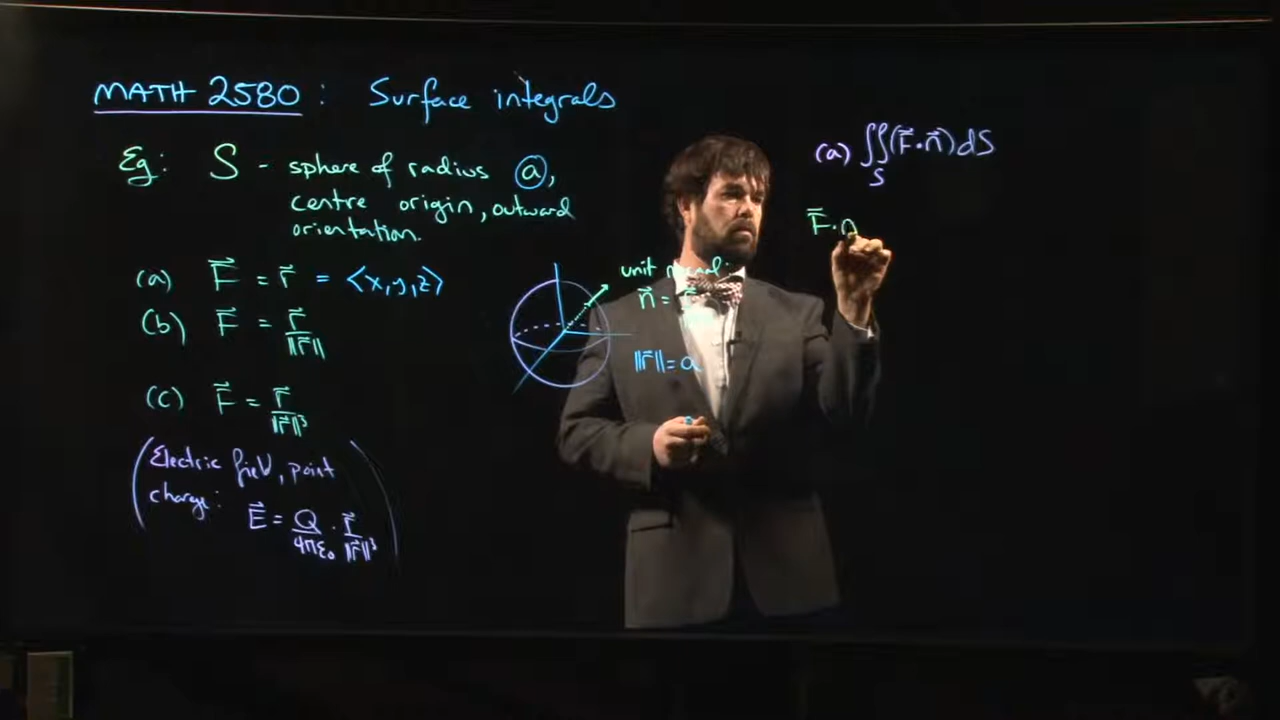 MATH 2580 : Surface integrals
Eg: S - sphere of radius a,
centre origin, outward
orientation.
(a) F⃗ = r⃗ = <x,y,z>
(b) F⃗ = r⃗/‖r⃗‖
(c) F⃗ = r⃗/‖r⃗‖³
(Electric field, point
charge: E⃗ = Q/4πε₀ · r⃗/‖r⃗‖³)
unit normal:
n⃗ =
‖r⃗‖ = a
(a) ∬_S (F⃗·n⃗) dS
F⃗·n